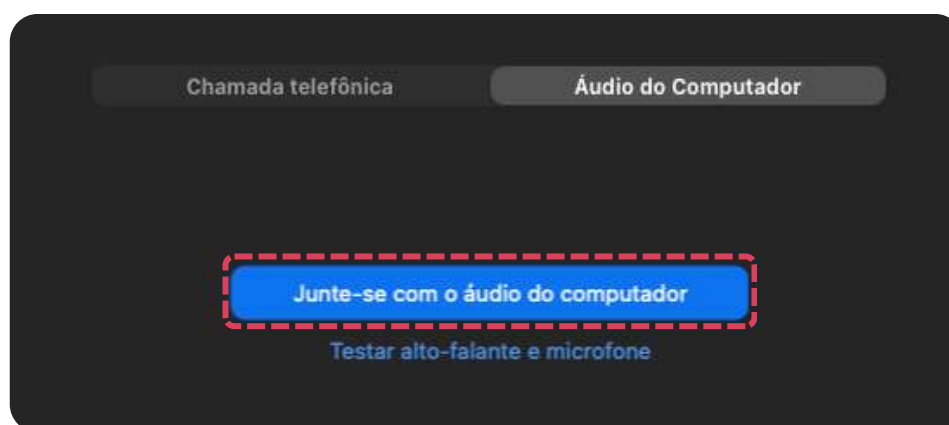 Chamada telefônica
Áudio do Computador
Junte-se com o áudio do computador
Testar alto-falante e microfone